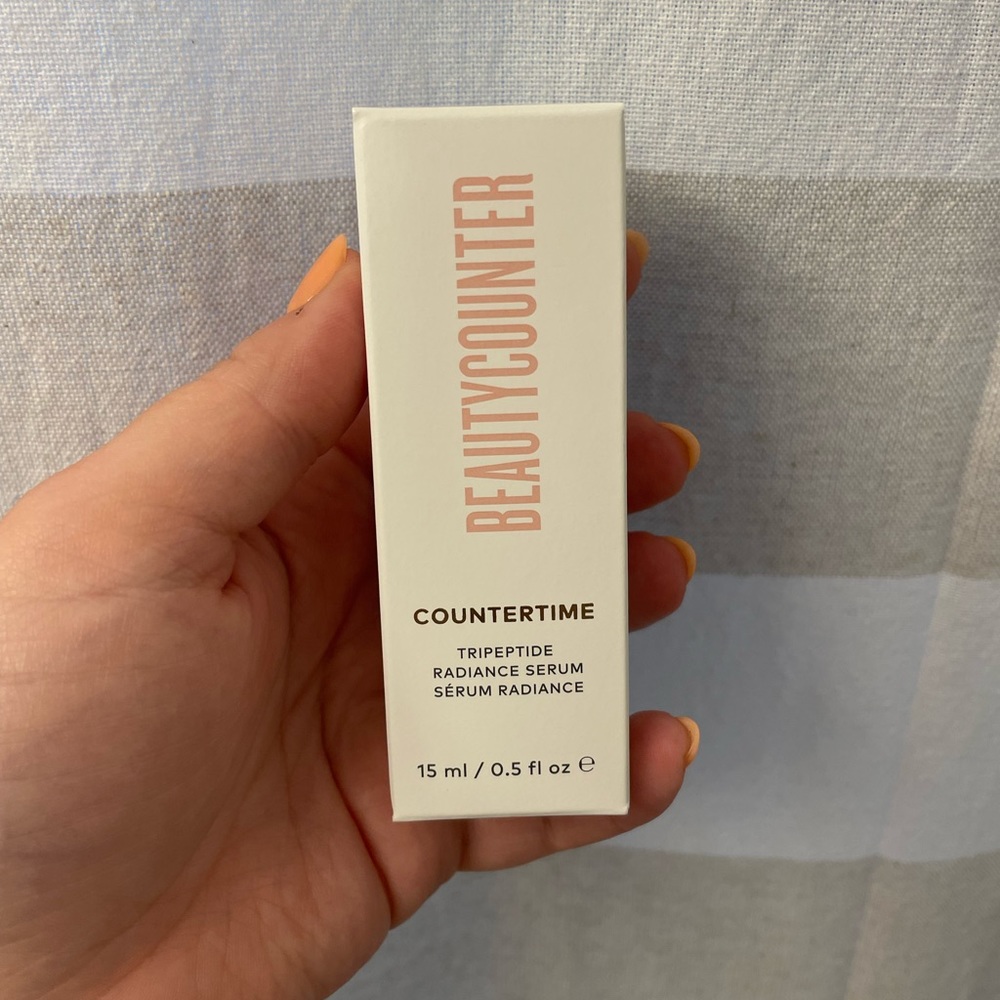 BEAUTYCOUNTER
COUNTERTIME
TRIPEPTIDE
RADIANCE SERUM
SÉRUM RADIANCE
15 ml / 0.5 fl oz ℮